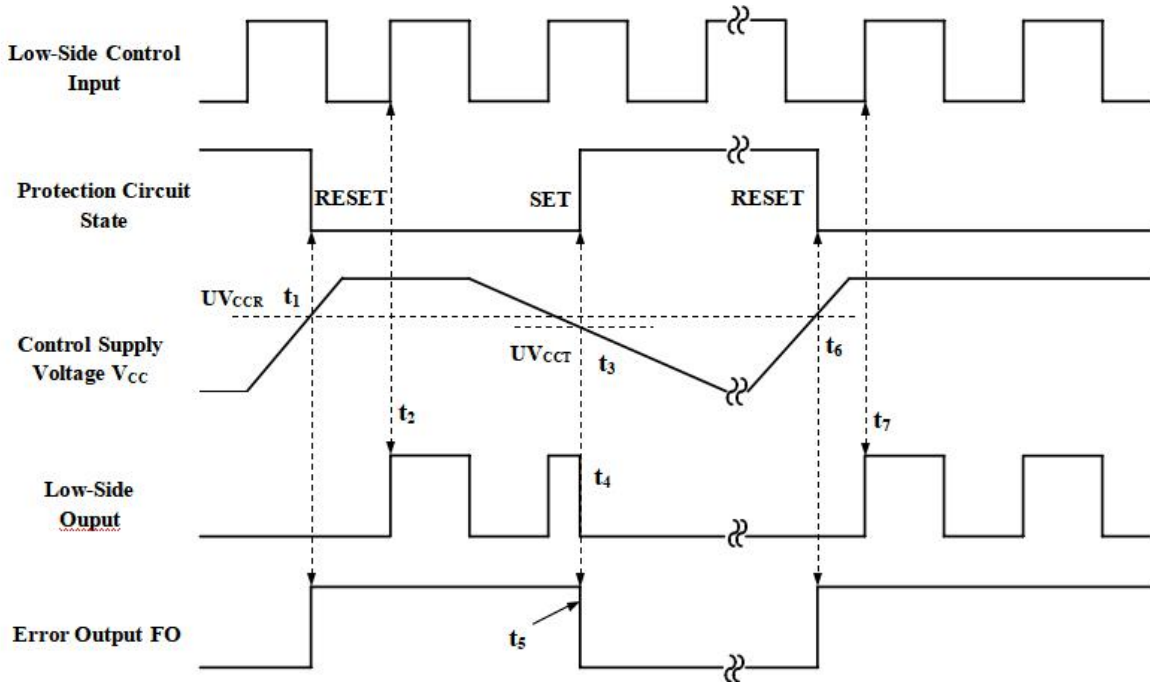 Low-Side Control
Input
Protection Circuit
State
RESET
SET
RESET
UVCCR
t1
UVCCT
t3
t6
Control Supply
Voltage VCC
t2
t7
Low-Side
Ouput
t4
Error Output FO
t5